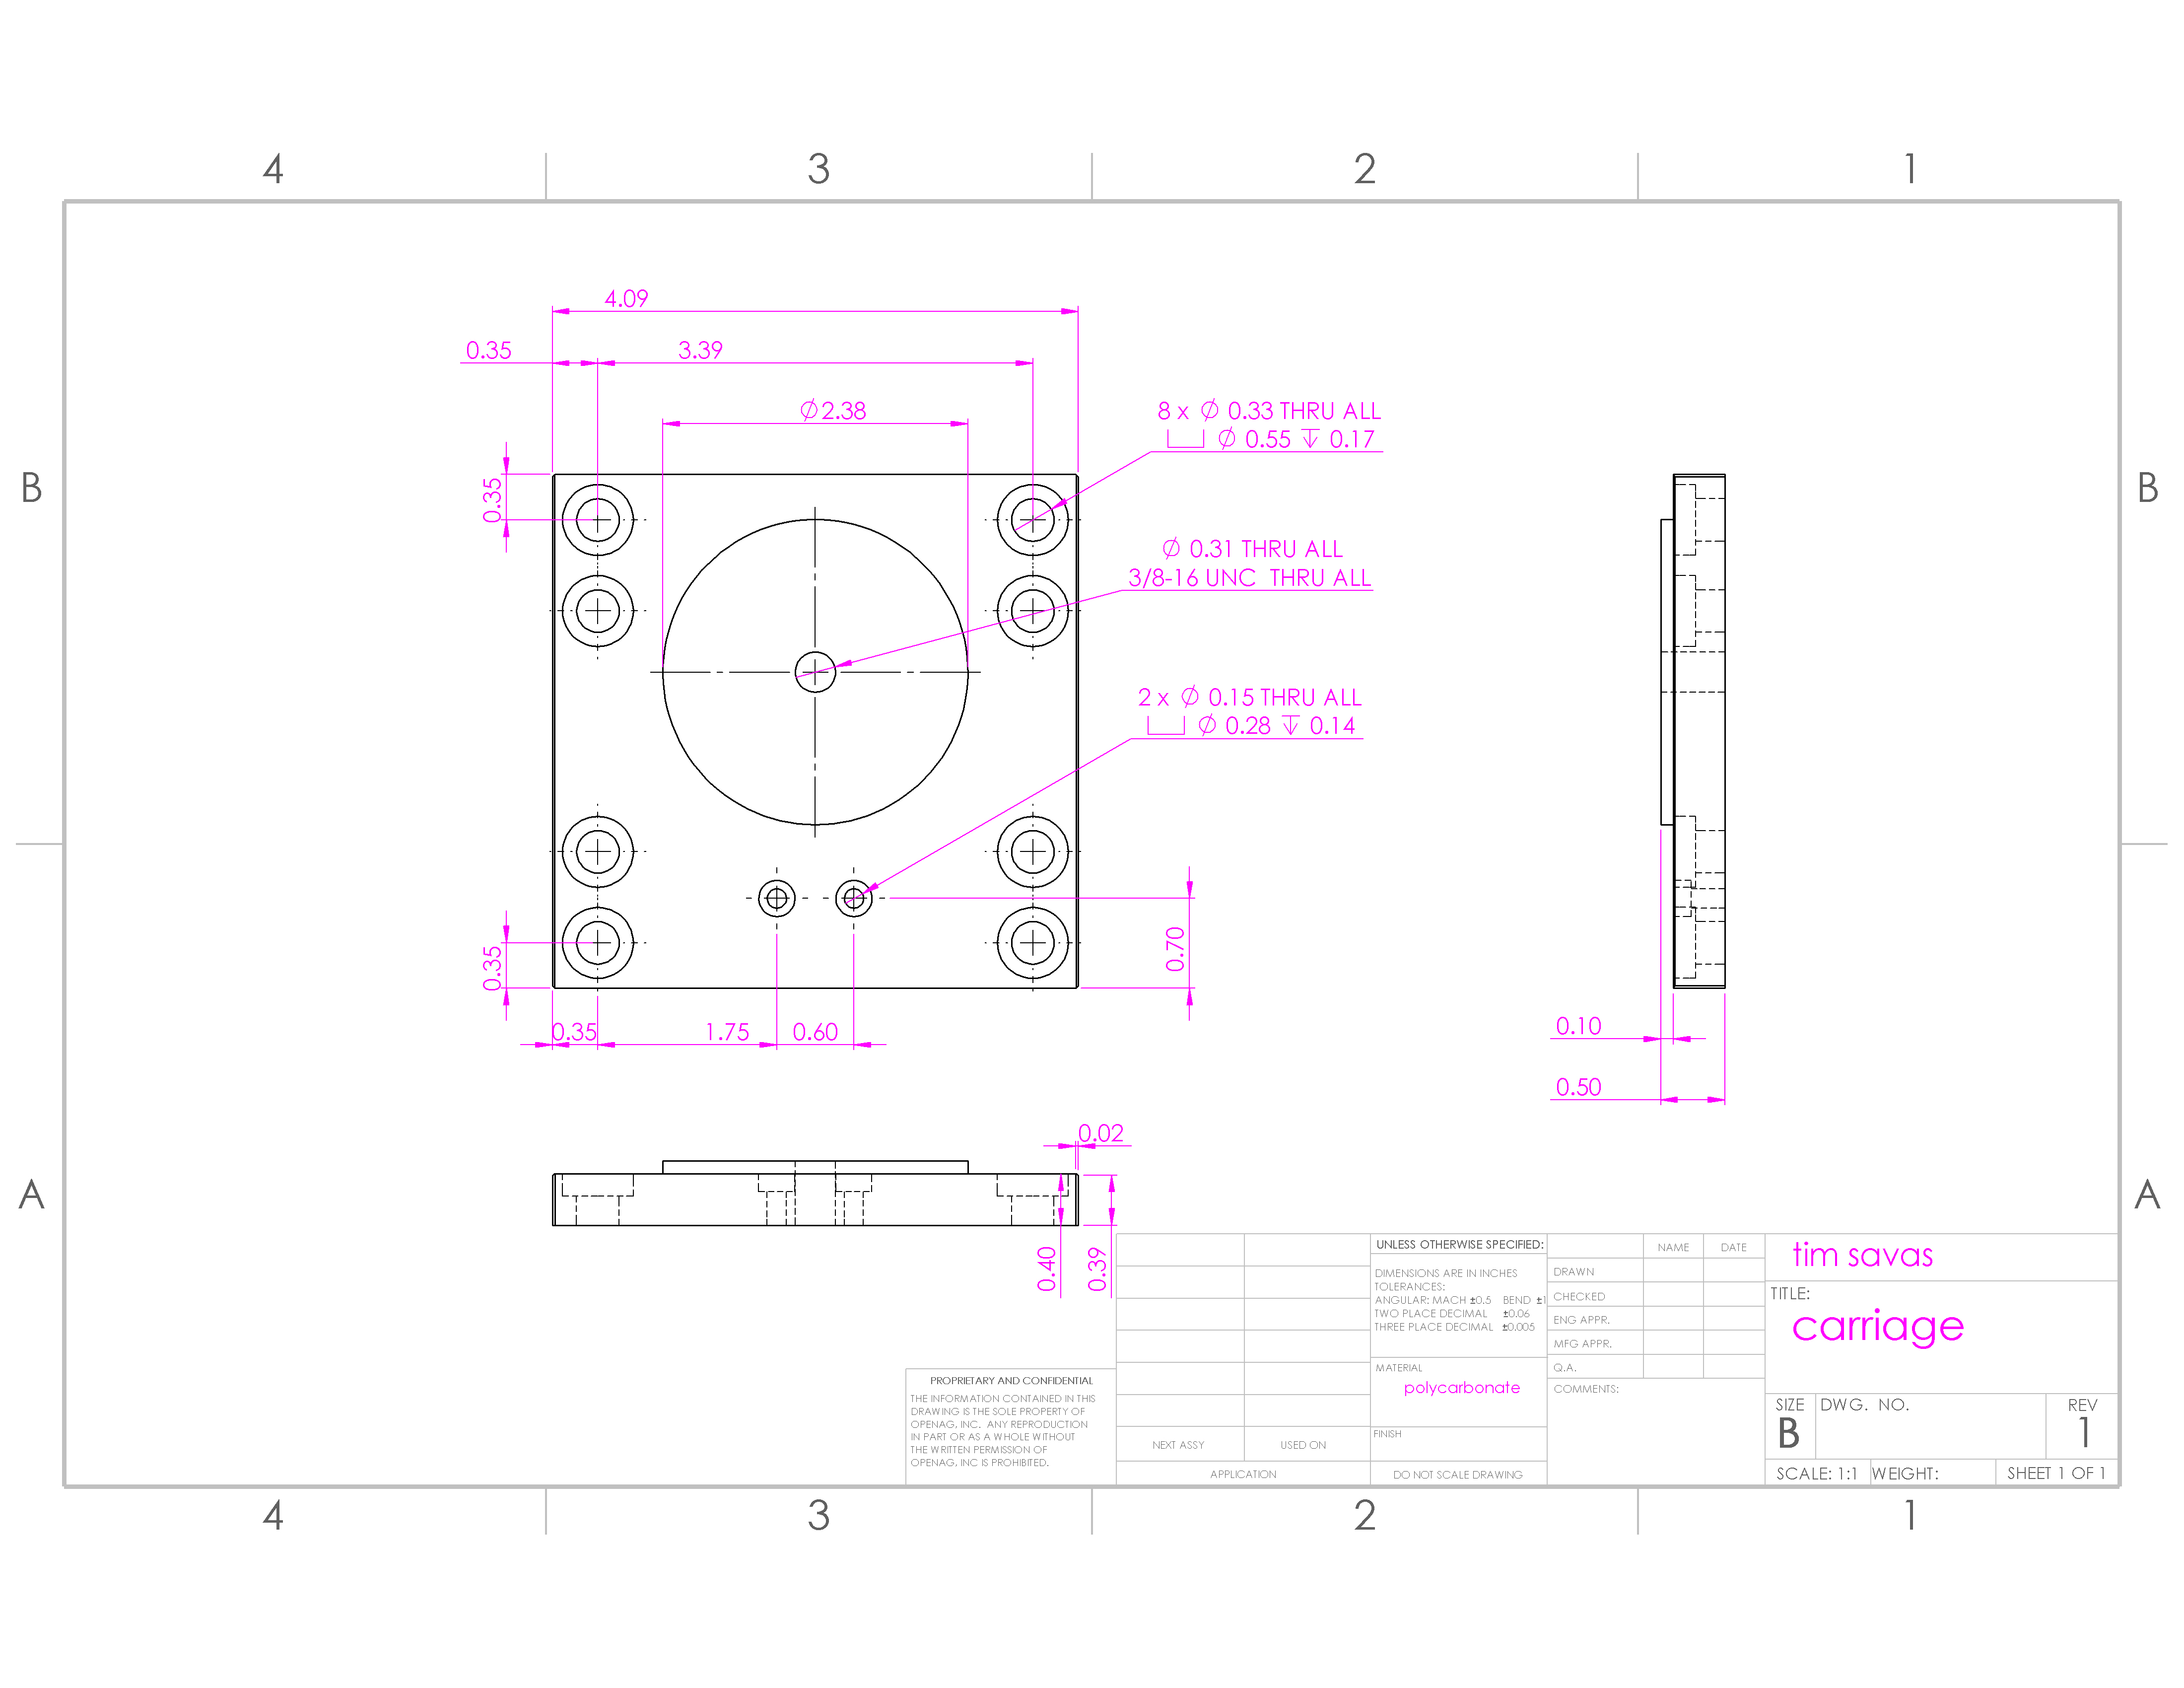 4 3 2 1
4.09
0.35 3.39
⌀2.38
8 x ⌀ 0.33 THRU ALL
⌴ ⌀ 0.55 ↧ 0.17
B B
0.35
⌀ 0.31 THRU ALL
3/8-16 UNC THRU ALL
2 x ⌀ 0.15 THRU ALL
⌴ ⌀ 0.28 ↧ 0.14
0.35
0.70
0.35 1.75 0.60
0.10
0.50
0.02
A A
0.40
0.39
UNLESS OTHERWISE SPECIFIED:
DIMENSIONS ARE IN INCHES
TOLERANCES:
ANGULAR: MACH ±0.5 BEND ±1
TWO PLACE DECIMAL ±0.06
THREE PLACE DECIMAL ±0.005
MATERIAL
polycarbonate
FINISH
DO NOT SCALE DRAWING
NAME DATE
DRAWN
CHECKED
ENG APPR.
MFG APPR.
Q.A.
COMMENTS:
tim savas
TITLE:
carriage
SIZE DWG. NO. REV
B 1
SCALE: 1:1 WEIGHT: SHEET 1 OF 1
PROPRIETARY AND CONFIDENTIAL
THE INFORMATION CONTAINED IN THIS
DRAWING IS THE SOLE PROPERTY OF
OPENAG, INC. ANY REPRODUCTION
IN PART OR AS A WHOLE WITHOUT
THE WRITTEN PERMISSION OF
OPENAG, INC IS PROHIBITED.
NEXT ASSY USED ON
APPLICATION
4 3 2 1